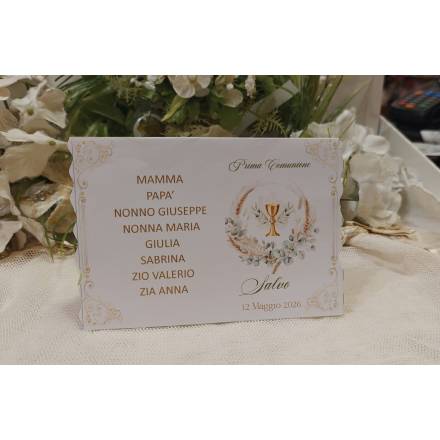 MAMMA
PAPA'
NONNO GIUSEPPE
NONNA MARIA
GIULIA
SABRINA
ZIO VALERIO
ZIA ANNA
Prima Comunione
Salvo
12 Maggio 2026